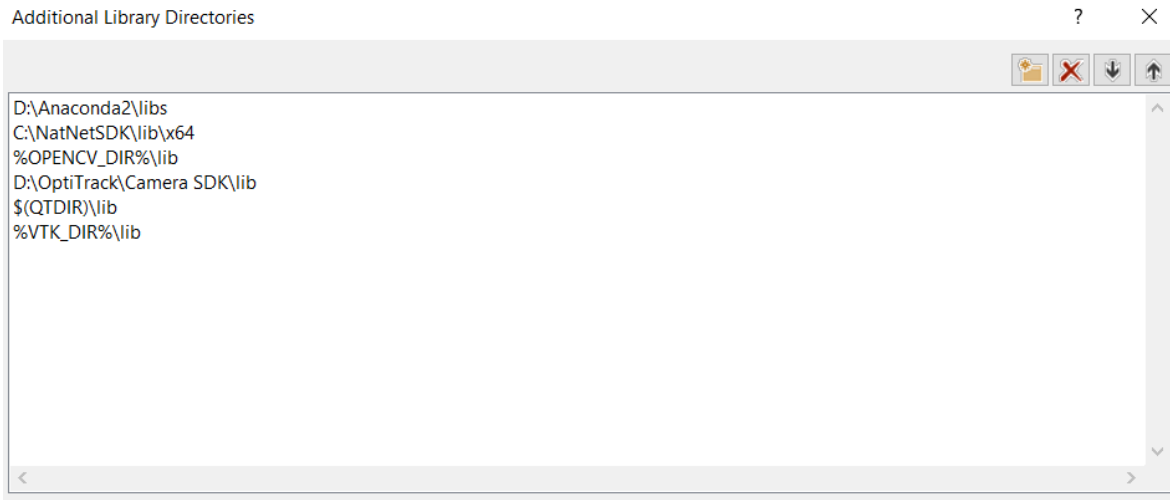 Additional Library Directories
?
D:\Anaconda2\libs
C:\NatNetSDK\lib\x64
%OPENCV_DIR%\lib
D:\OptiTrack\Camera SDK\lib
$(QTDIR)\lib
%VTK_DIR%\lib